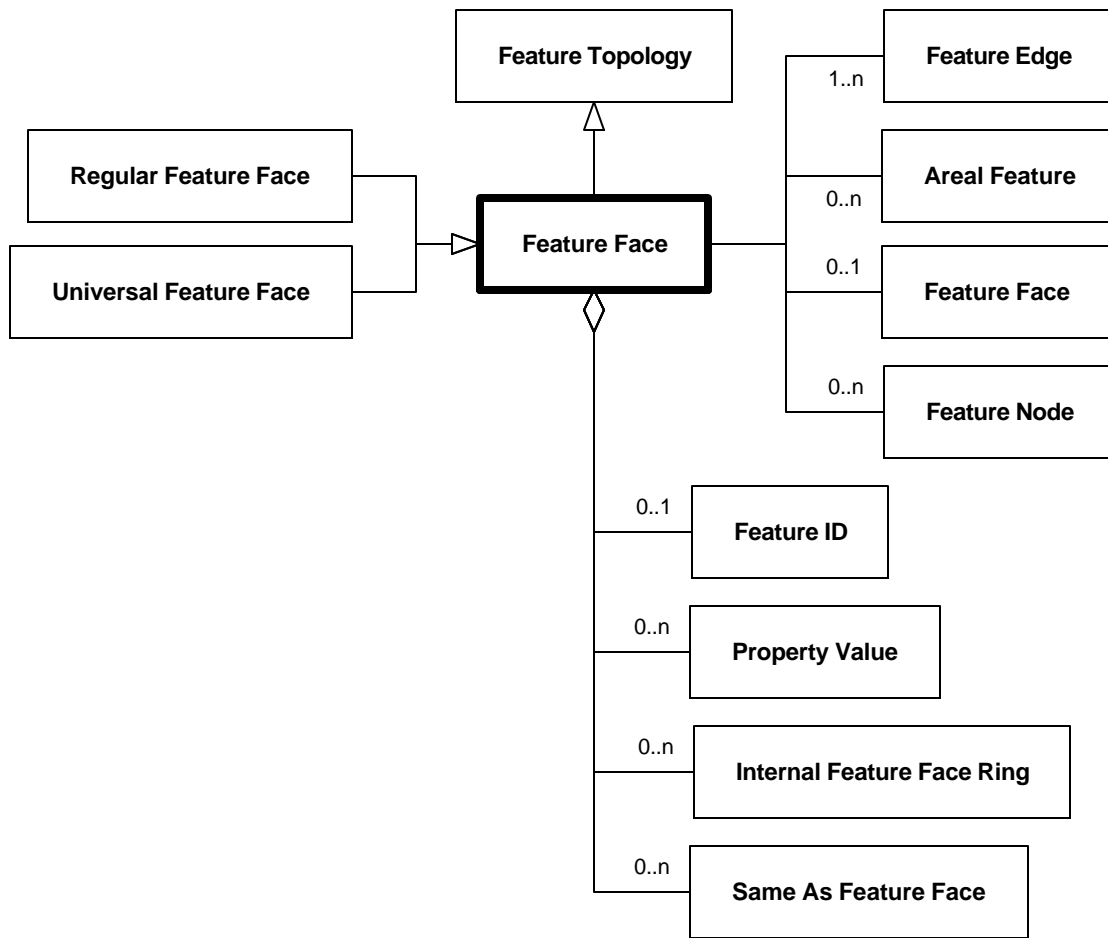 Feature Topology
Feature Edge
1..n
Regular Feature Face
Areal Feature
0..n
Feature Face
Universal Feature Face
0..1
Feature Face
0..n
Feature Node
0..1
Feature ID
0..n
Property Value
0..n
Internal Feature Face Ring
0..n
Same As Feature Face